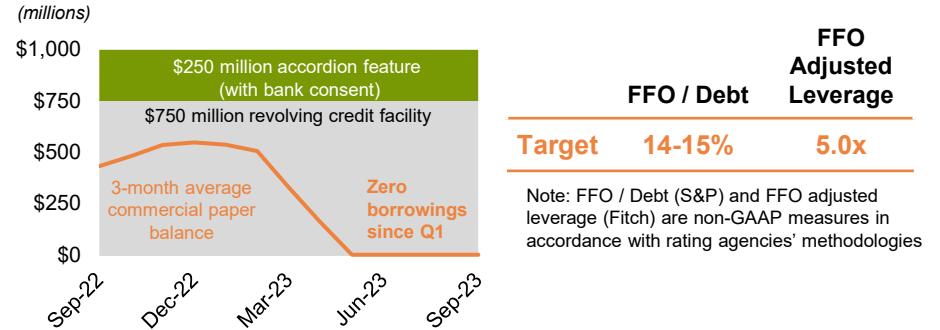 (millions)
$1,000
$750
$500
$250
$0
$250 million accordion feature
(with bank consent)
$750 million revolving credit facility
3-month average
commercial paper
balance
Zero
borrowings
since Q1
Sep-22
Dec-22
Mar-23
Jun-23
Sep-23
FFO / Debt
FFO
Adjusted
Leverage
Target 14-15% 5.0x
Note: FFO / Debt (S&P) and FFO adjusted
leverage (Fitch) are non-GAAP measures in
accordance with rating agencies’ methodologies